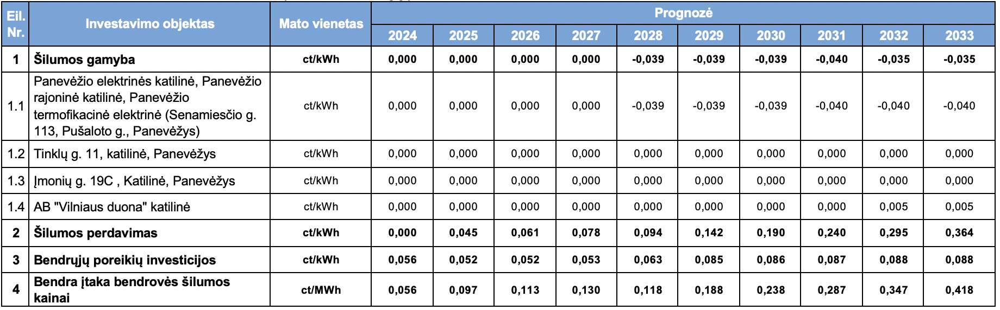 Eil. Nr. Investavimo objektas Mato vienetas Prognozė
2024 2025 2026 2027 2028 2029 2030 2031 2032 2033
1 Šilumos gamyba ct/kWh 0,000 0,000 0,000 0,000 -0,039 -0,039 -0,039 -0,040 -0,035 -0,035
Panevėžio elektrinės katilinė, Panevėžio
rajoninė katilinė, Panevėžio
1.1 termofikacinė elektrinė (Senamiesčio g. ct/kWh 0,000 0,000 0,000 0,000 -0,039 -0,039 -0,039 -0,040 -0,040 -0,040
113, Pušaloto g., Panevėžys)
1.2 Tinklų g. 11, katilinė, Panevėžys ct/kWh 0,000 0,000 0,000 0,000 0,000 0,000 0,000 0,000 0,000 0,000
1.3 Įmonių g. 19C , Katilinė, Panevėžys ct/kWh 0,000 0,000 0,000 0,000 0,000 0,000 0,000 0,000 0,000 0,000
1.4 AB "Vilniaus duona" katilinė ct/kWh 0,000 0,000 0,000 0,000 0,000 0,000 0,000 0,000 0,005 0,005
2 Šilumos perdavimas ct/kWh 0,000 0,045 0,061 0,078 0,094 0,142 0,190 0,240 0,295 0,364
3 Bendrųjų poreikių investicijos ct/kWh 0,056 0,052 0,052 0,053 0,063 0,085 0,086 0,087 0,088 0,088
4 Bendra įtaka bendrovės šilumos
kainai ct/MWh 0,056 0,097 0,113 0,130 0,118 0,188 0,238 0,287 0,347 0,418